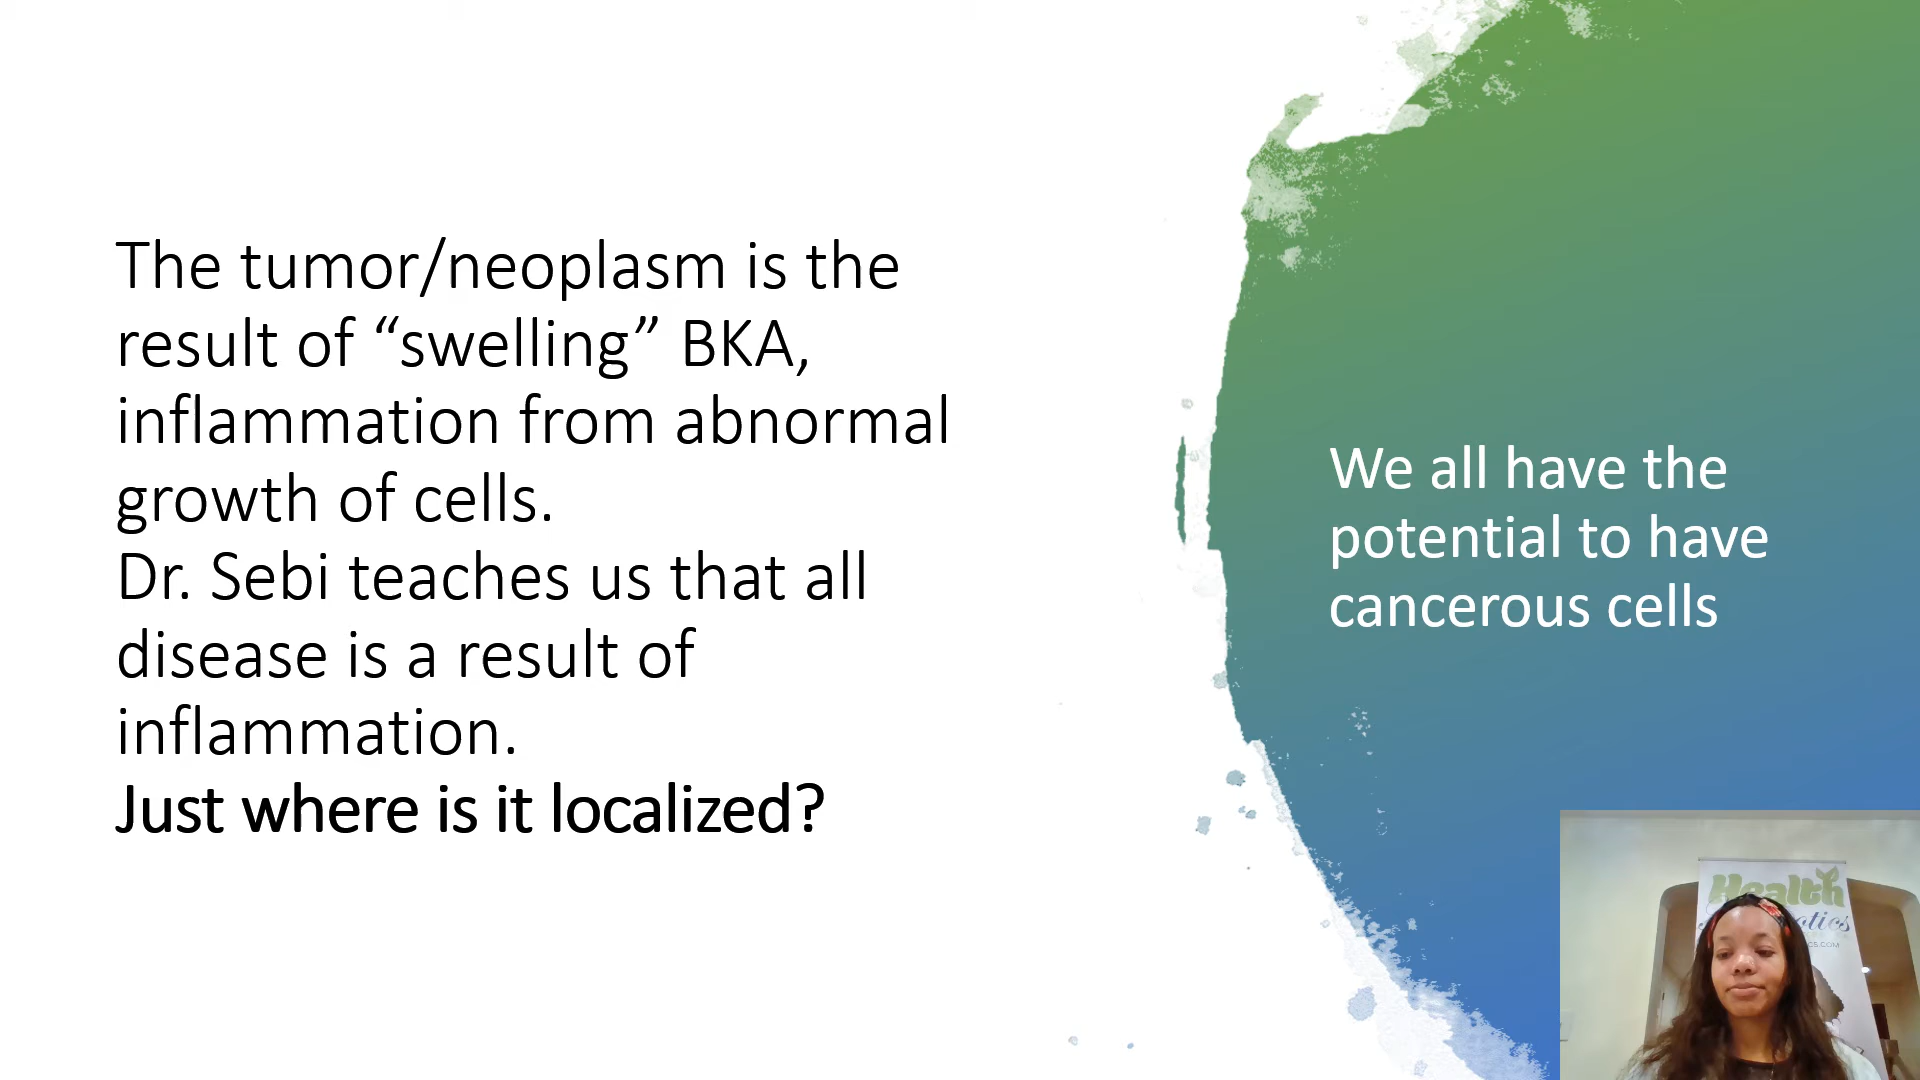 The tumor/neoplasm is the
result of “swelling” BKA,
inflammation from abnormal
growth of cells.
Dr. Sebi teaches us that all
disease is a result of
inflammation.
Just where is it localized?
We all have the
potential to have
cancerous cells
Health